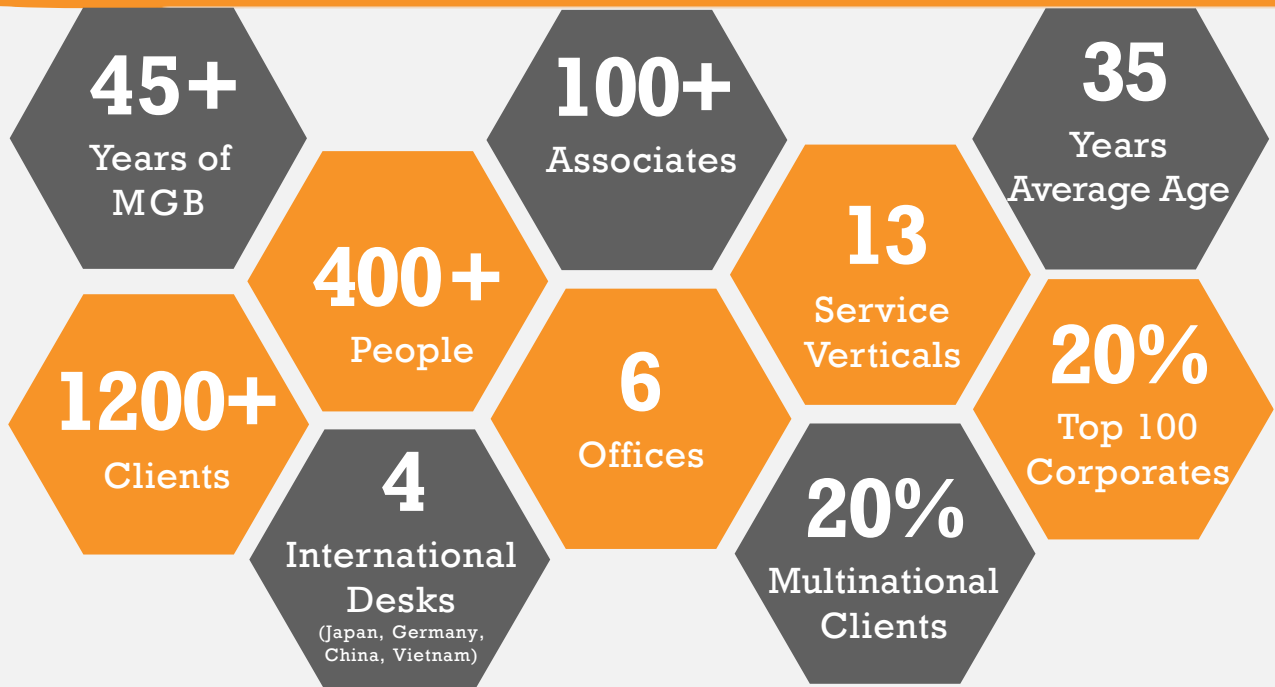 45+
Years of
MGB
100+
Associates
35
Years
Average Age
400+
People
13
Service
Verticals
1200+
Clients
6
Offices
20%
Top 100
Corporates
4
International
Desks
(Japan, Germany,
China, Vietnam)
20%
Multinational
Clients